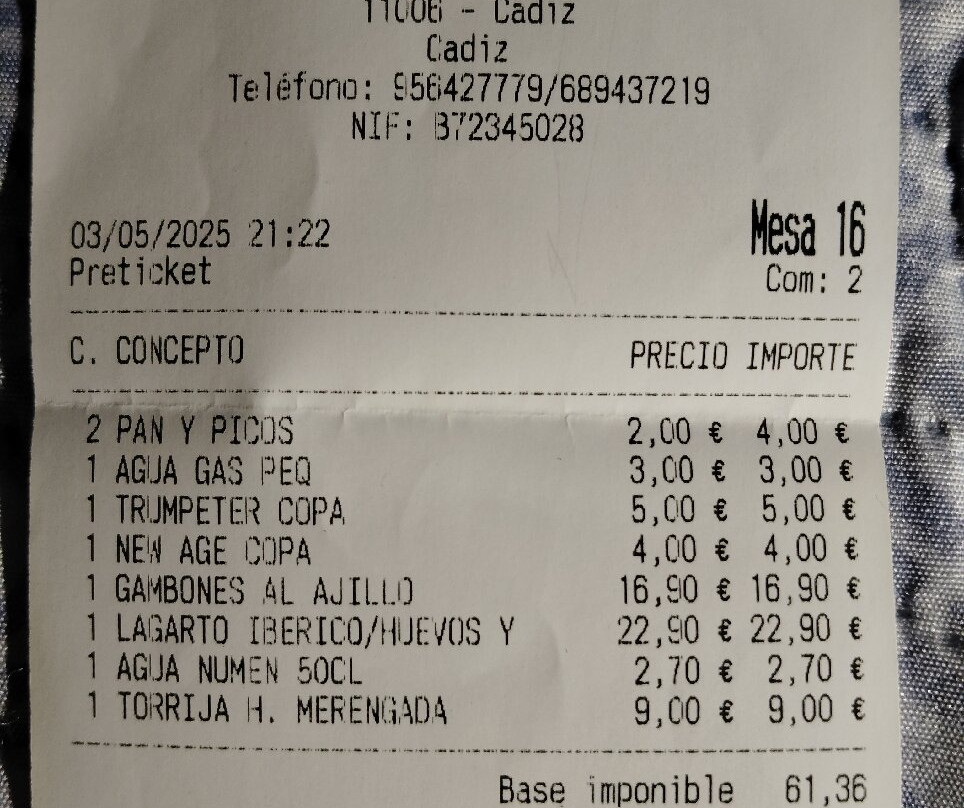 11006 - Cadiz
Cadiz
Teléfono: 956427779/689437219
NIF: B72345028
Mesa 16
03/05/2025 21:22
Preticket
Com: 2
C. CONCEPTO PRECIO IMPORTE
2 PAN Y PICOS 2,00 € 4,00 €
1 AGUA GAS PEQ 3,00 € 3,00 €
1 TRUMPETER COPA 5,00 € 5,00 €
1 NEW AGE COPA 4,00 € 4,00 €
1 GAMBONES AL AJILLO 16,90 € 16,90 €
1 LAGARTO IBERICO/HUEVOS Y 22,90 € 22,90 €
1 AGUA NUMEN 50CL 2,70 € 2,70 €
1 TORRIJA H. MERENGADA 9,00 € 9,00 €
Base imponible 61,36